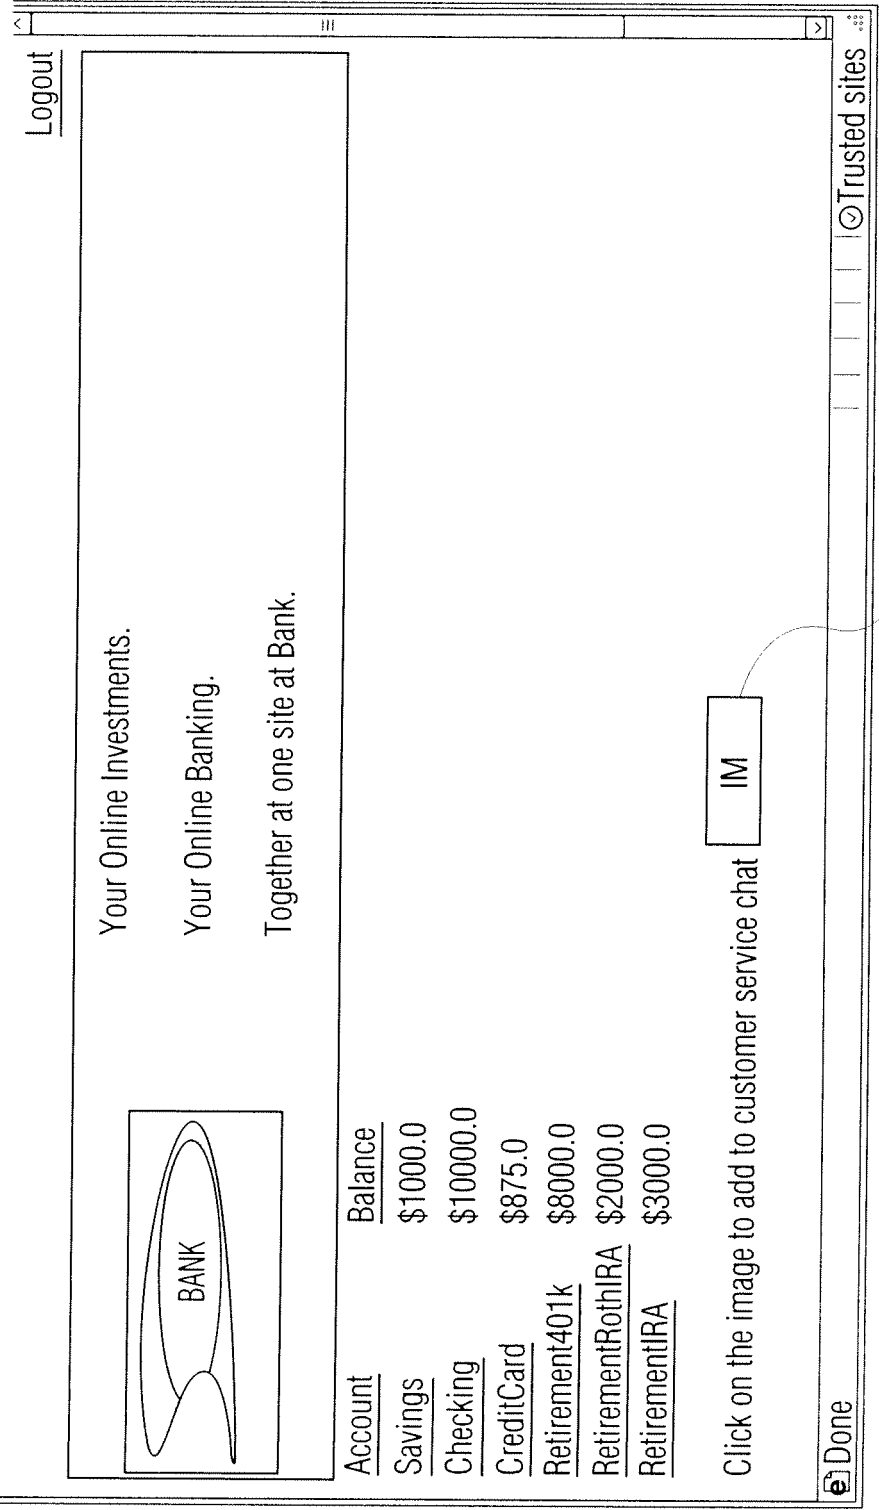 Logout
BANK
Your Online Investments.
Your Online Banking.
Together at one site at Bank.
Account Balance
Savings $1000.0
Checking $10000.0
CreditCard $875.0
Retirement401k $8000.0
RetirementRothIRA $2000.0
RetirementIRA $3000.0
Click on the image to add to customer service chat IM
e Done Trusted sites